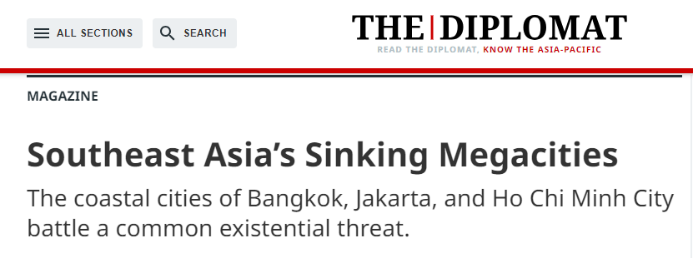 ALL SECTIONS
SEARCH
THE|DIPLOMAT
READ THE DIPLOMAT, KNOW THE ASIA-PACIFIC
MAGAZINE
Southeast Asia’s Sinking Megacities
The coastal cities of Bangkok, Jakarta, and Ho Chi Minh City
battle a common existential threat.